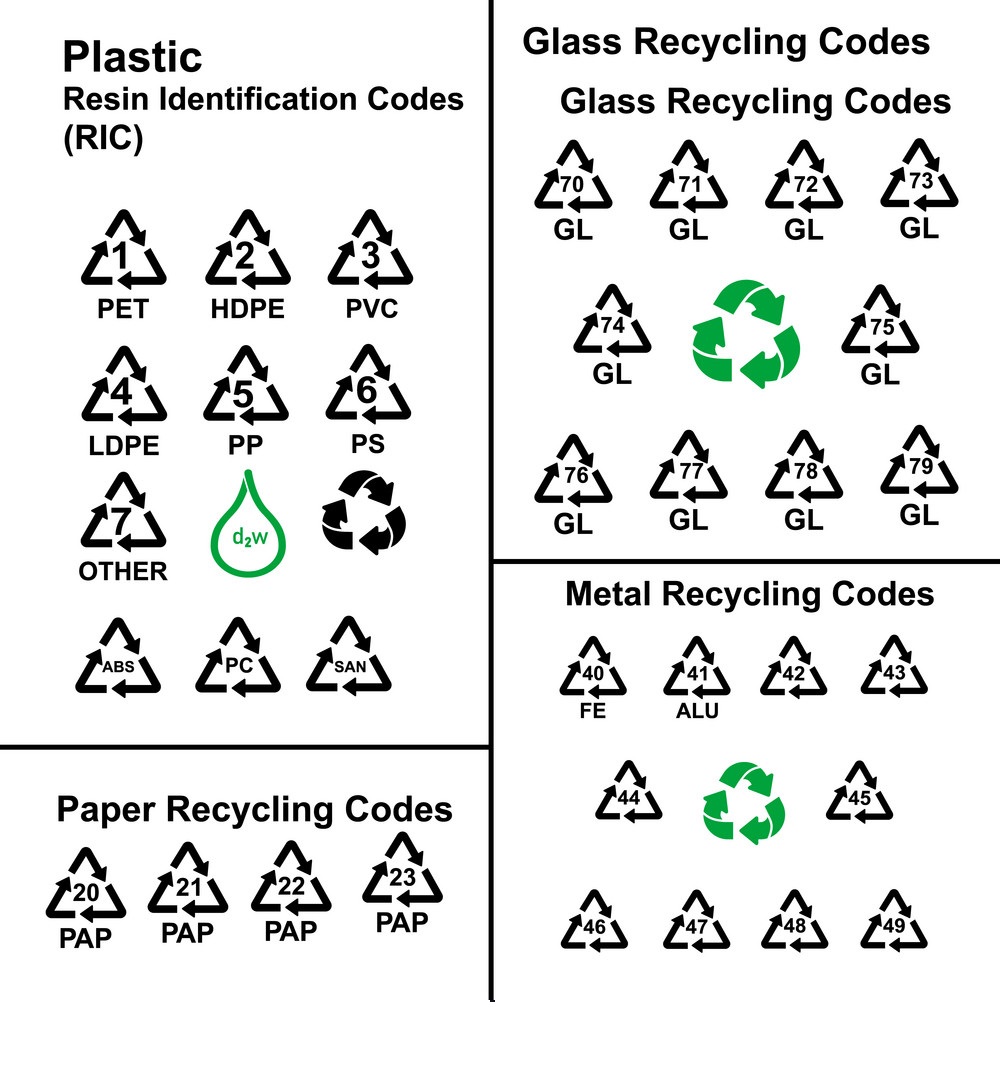 Plastic
Resin Identification Codes
(RIC)
1 2 3
PET HDPE PVC
4 5 6
LDPE PP PS
7 d₂w
OTHER
ABS PC SAN
Paper Recycling Codes
20 21 22 23
PAP PAP PAP PAP
Glass Recycling Codes
Glass Recycling Codes
70 71 72 73
GL GL GL GL
74 75
GL GL
76 77 78 79
GL GL GL GL
Metal Recycling Codes
40 41 42 43
FE ALU
44 45
46 47 48 49